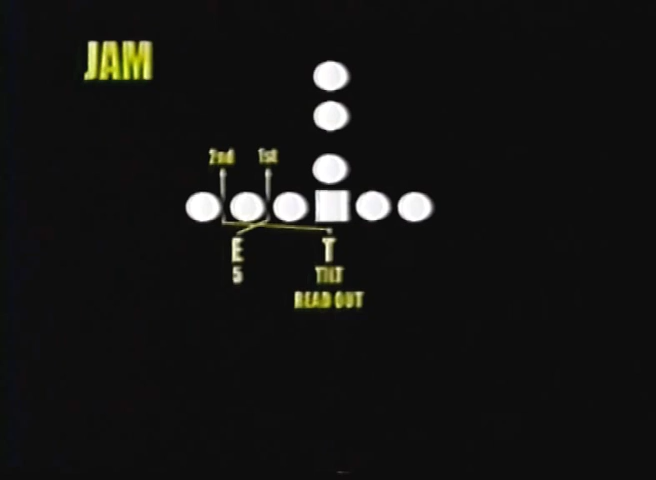 JAM
2nd 1st
E T
5 TILT
READ OUT